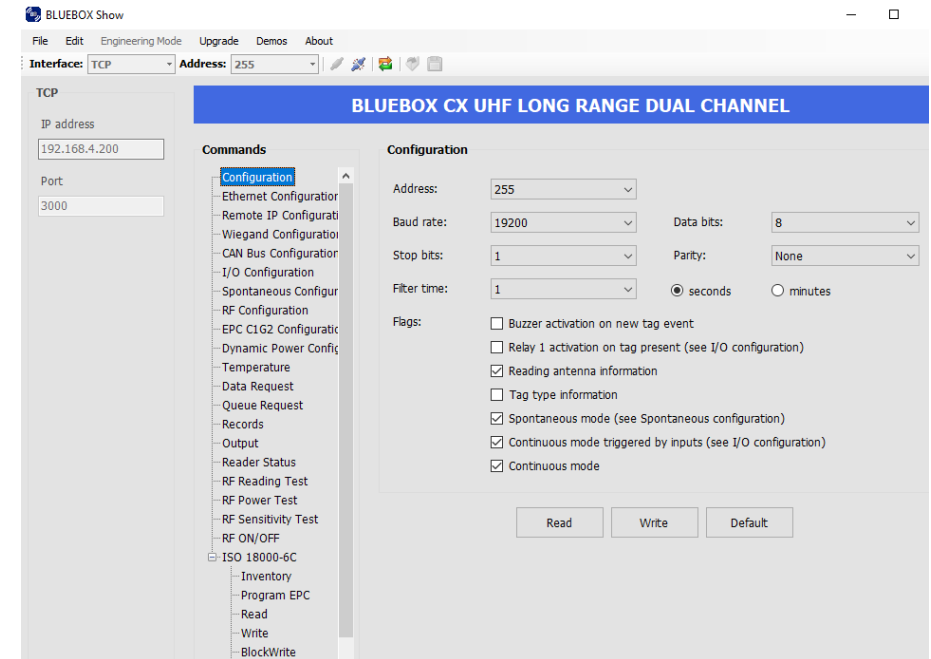 BLUEBOX Show
File Edit Engineering Mode Upgrade Demos About
Interface: TCP Address: 255
TCP
IP address
192.168.4.200
Port
3000
BLUEBOX CX UHF LONG RANGE DUAL CHANNEL
Commands
Configuration
Ethernet Configuration
Remote IP Configurati
Wiegand Configuration
CAN Bus Configuration
I/O Configuration
Spontaneous Configur
RF Configuration
EPC C1G2 Configuratic
Dynamic Power Config
Temperature
Data Request
Queue Request
Records
Output
Reader Status
RF Reading Test
RF Power Test
RF Sensitivity Test
RF ON/OFF
ISO 18000-6C
Inventory
Program EPC
Read
Write
BlockWrite
Configuration
Address: 255
Baud rate: 19200 Data bits: 8
Stop bits: 1 Parity: None
Filter time: 1 seconds minutes
Flags: Buzzer activation on new tag event
Relay 1 activation on tag present (see I/O configuration)
Reading antenna information
Tag type information
Spontaneous mode (see Spontaneous configuration)
Continuous mode triggered by inputs (see I/O configuration)
Continuous mode
Read Write Default